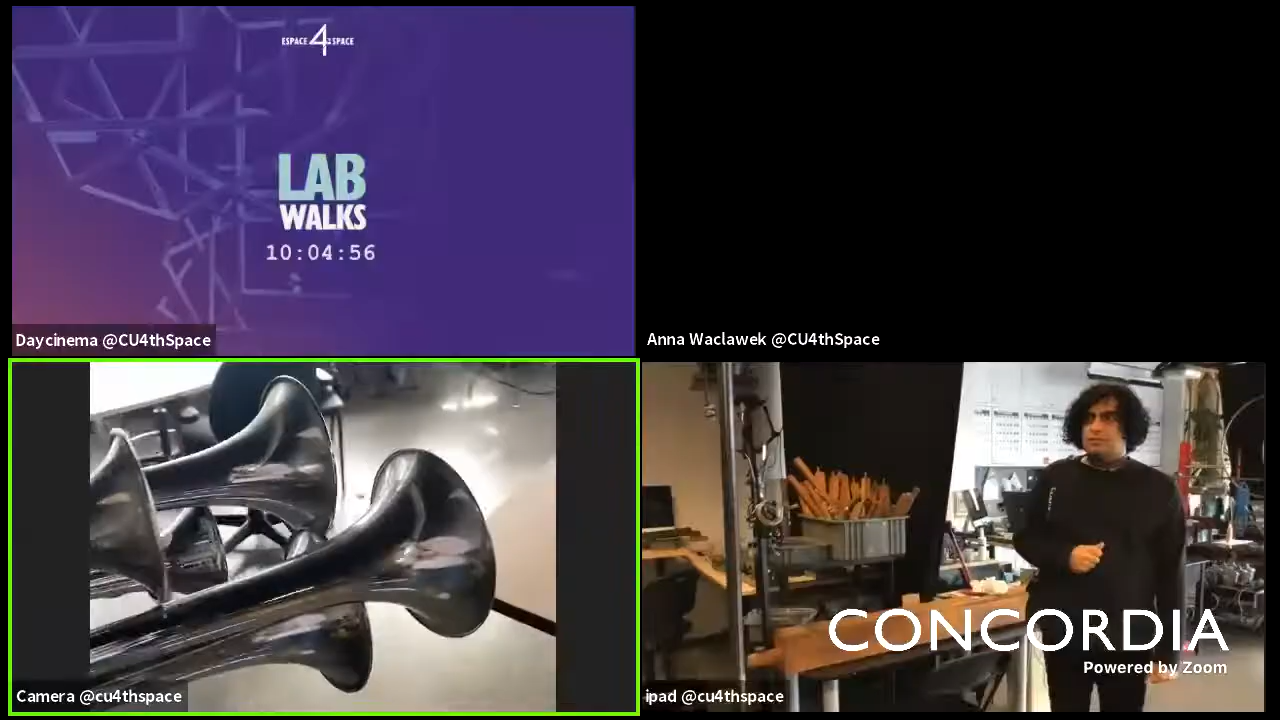 ESPACE 4 SPACE
LAB
WALKS
10:04:56
Daycinema @CU4thSpace
Anna Waclawek @CU4thSpace
Camera @cu4thspace
ipad @cu4thspace
CONCORDIA
Powered by Zoom